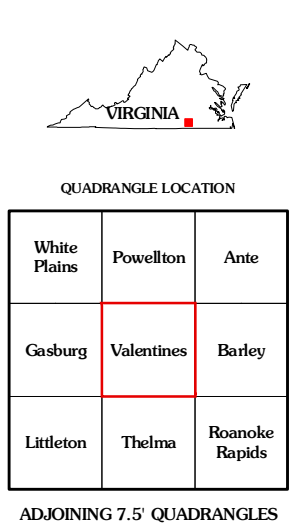 VIRGINIA
QUADRANGLE LOCATION
White
Plains
Powellton
Ante
Gasburg
Valentines
Barley
Littleton
Thelma
Roanoke
Rapids
ADJOINING 7.5' QUADRANGLES